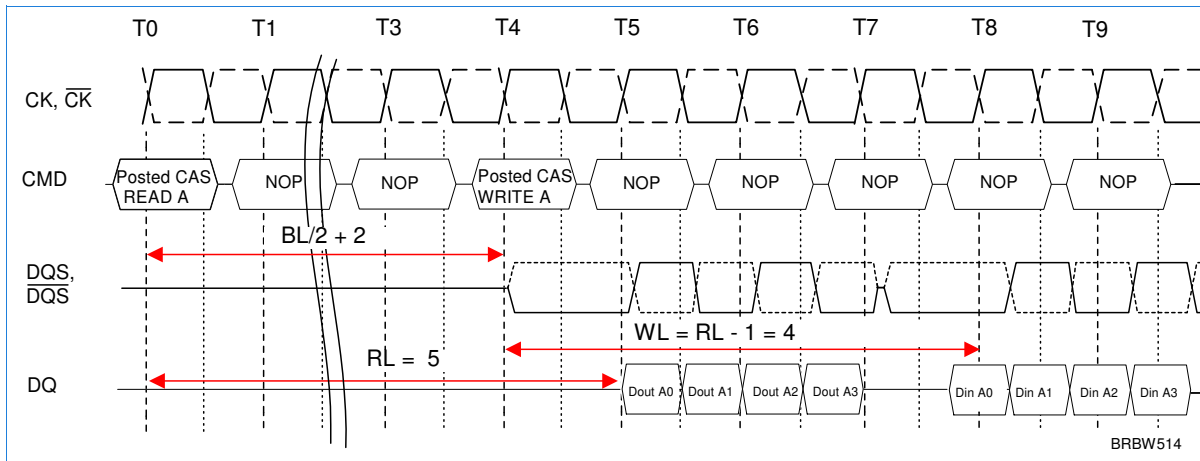 T0 T1 T3 T4 T5 T6 T7 T8 T9
CK, C̅K̅
CMD
Posted CAS
READ A
NOP
NOP
Posted CAS
WRITE A
NOP
NOP
NOP
NOP
NOP
BL/2 + 2
DQS,
D̅Q̅S̅
WL = RL - 1 = 4
RL = 5
DQ
Dout A0 Dout A1 Dout A2 Dout A3 Din A0 Din A1 Din A2 Din A3
BRBW514